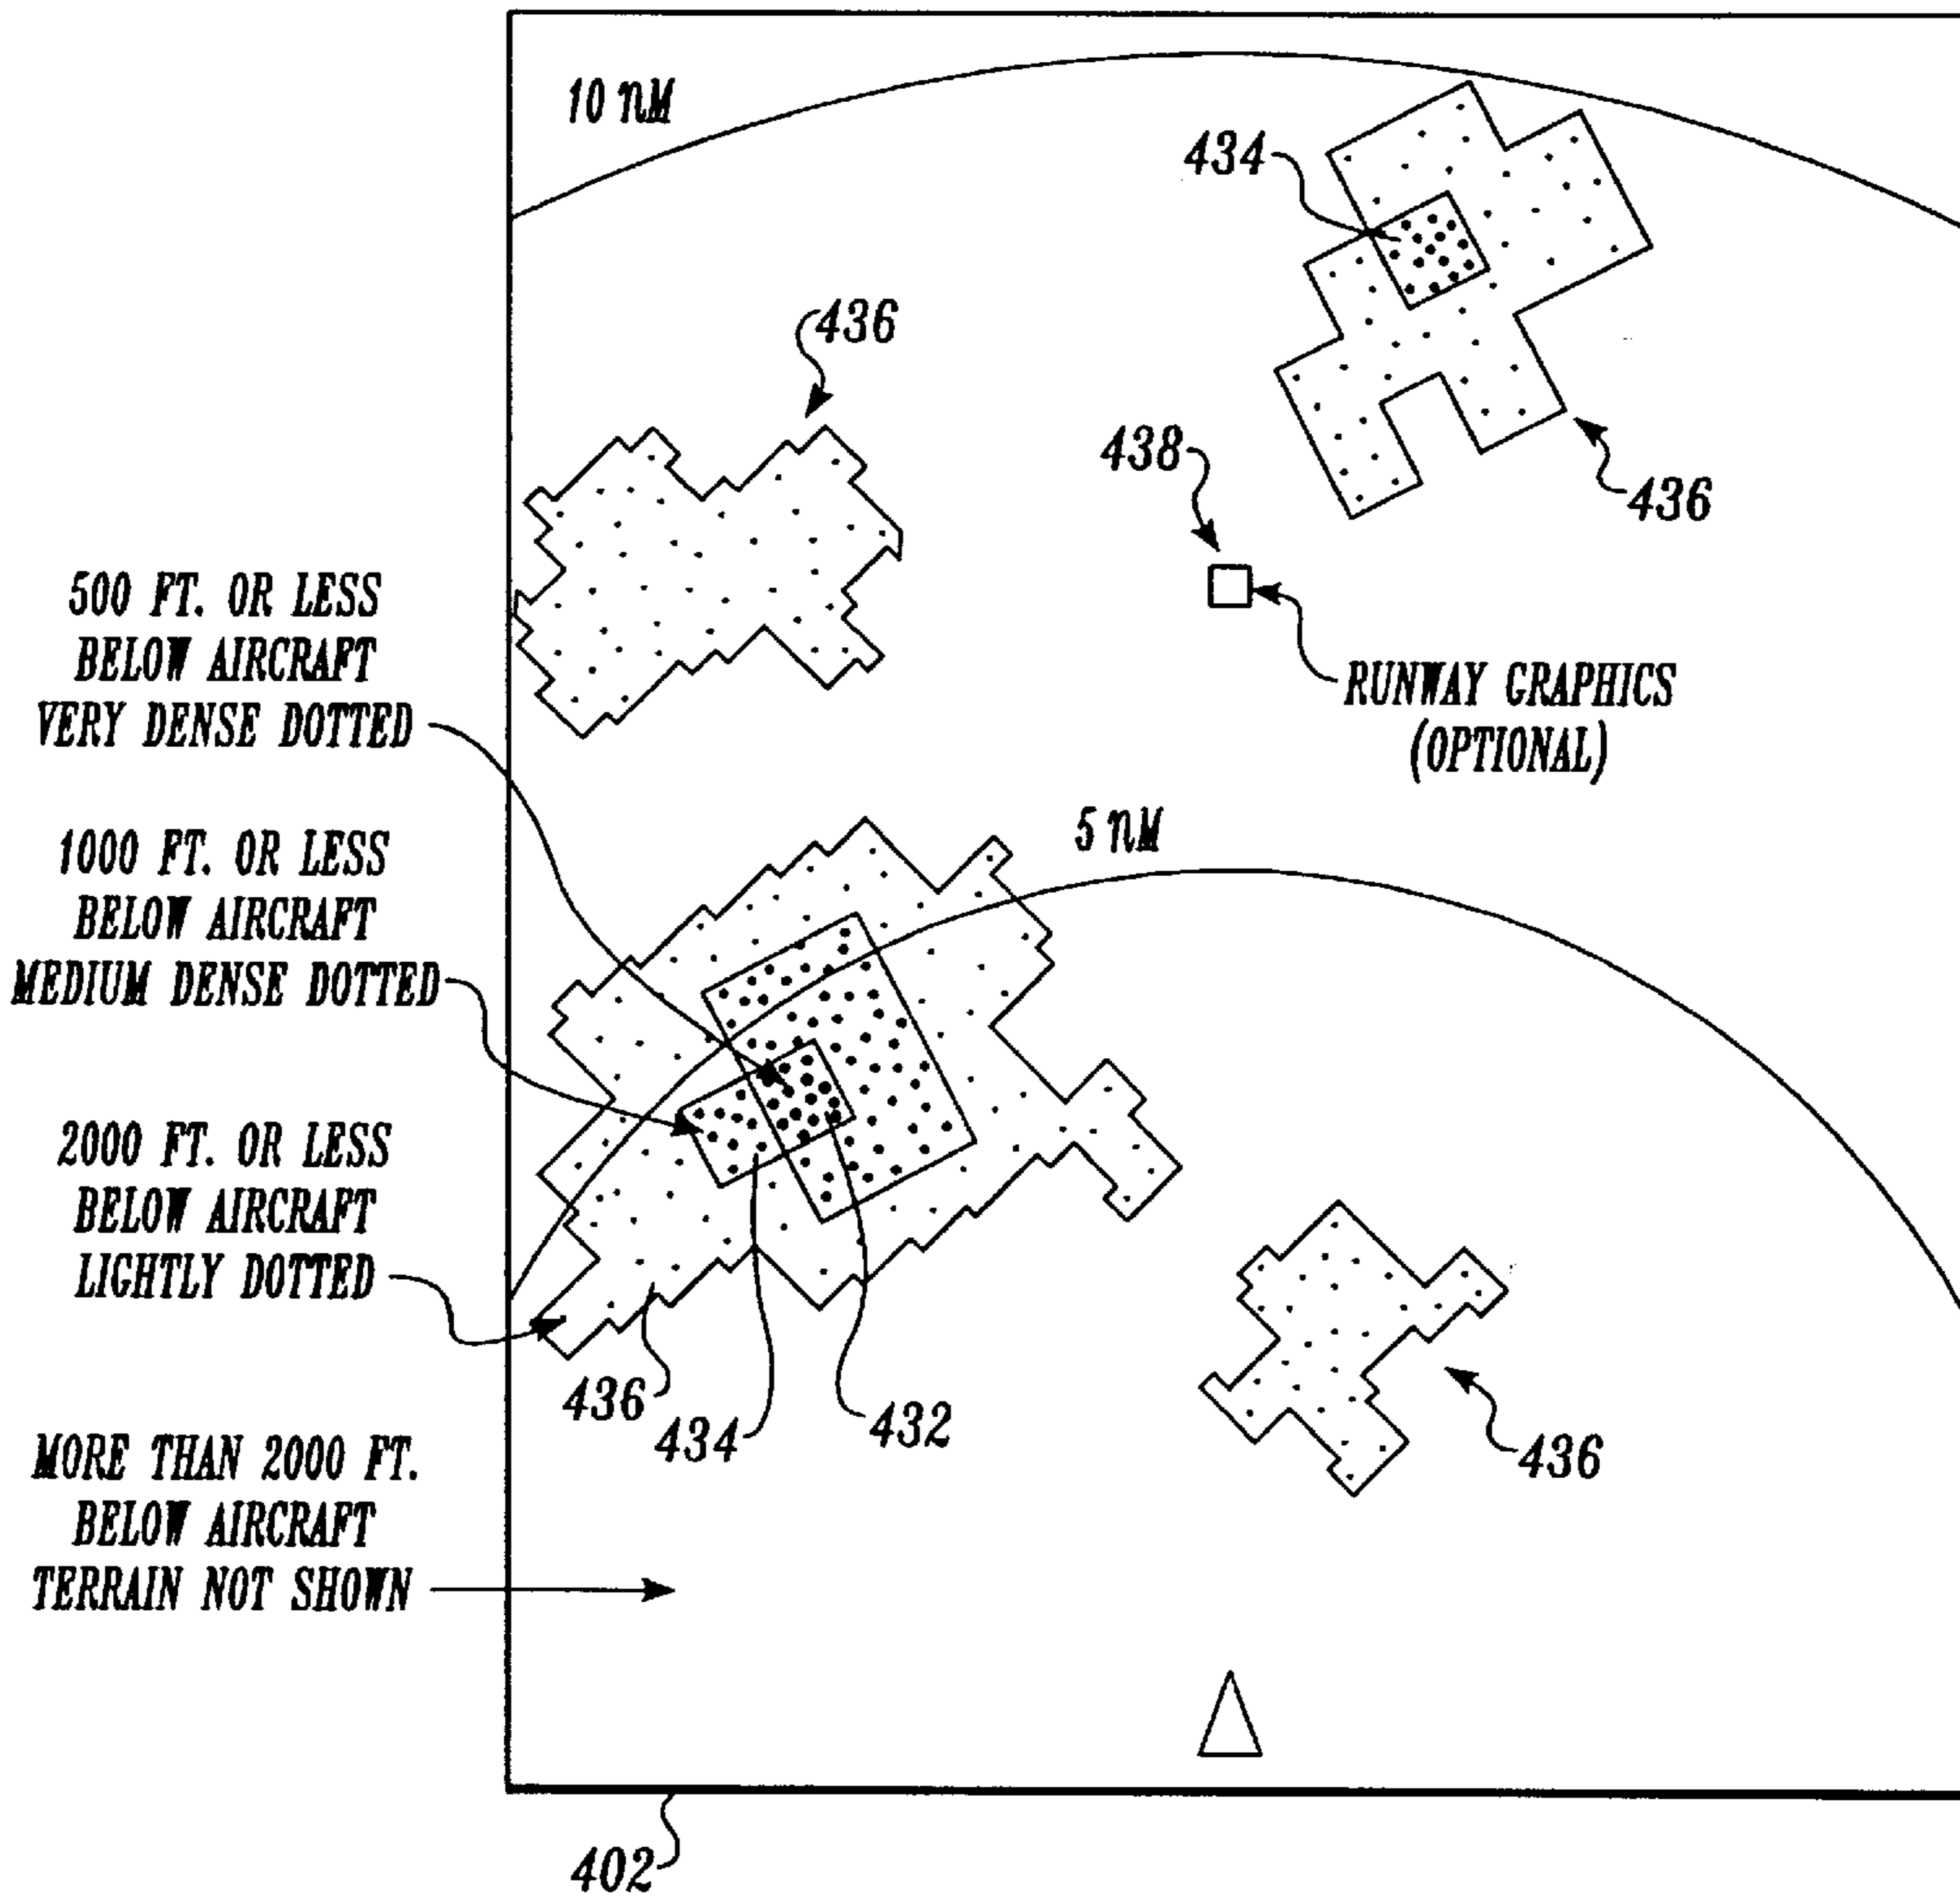 10 nM
434
436
438
436
500 FT. OR LESS
BELOW AIRCRAFT
VERY DENSE DOTTED
RUNWAY GRAPHICS
(OPTIONAL)
5 nM
1000 FT. OR LESS
BELOW AIRCRAFT
MEDIUM DENSE DOTTED
2000 FT. OR LESS
BELOW AIRCRAFT
LIGHTLY DOTTED
436
434
432
436
MORE THAN 2000 FT.
BELOW AIRCRAFT
TERRAIN NOT SHOWN
402